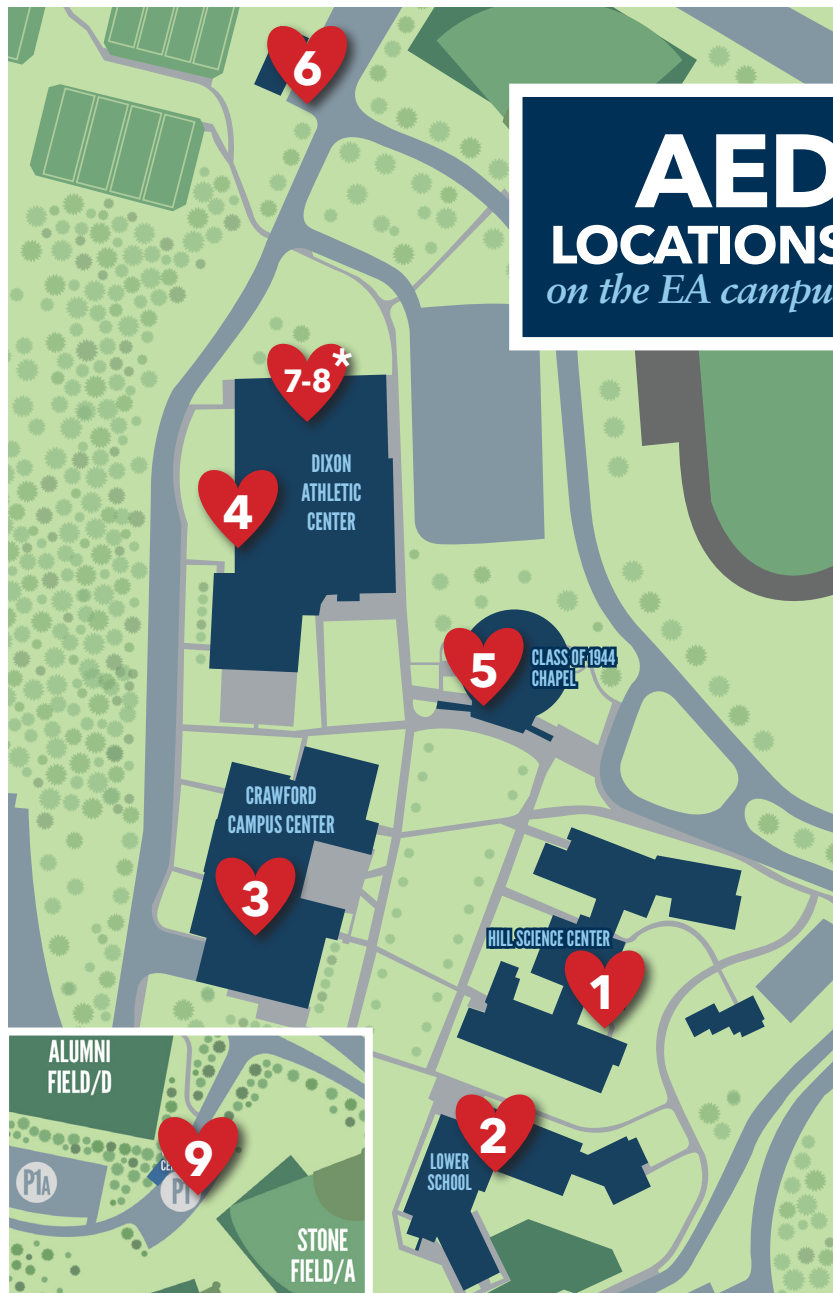 6
AED
LOCATIONS
on the EA campu
7-8*
DIXON
ATHLETIC
CENTER
4
5
CLASS OF 1944
CHAPEL
CRAWFORD
CAMPUS CENTER
3
HILL SCIENCE CENTER
1
2
LOWER
SCHOOL
ALUMNI
FIELD/D
9
P1A
P1
STONE
FIELD/A